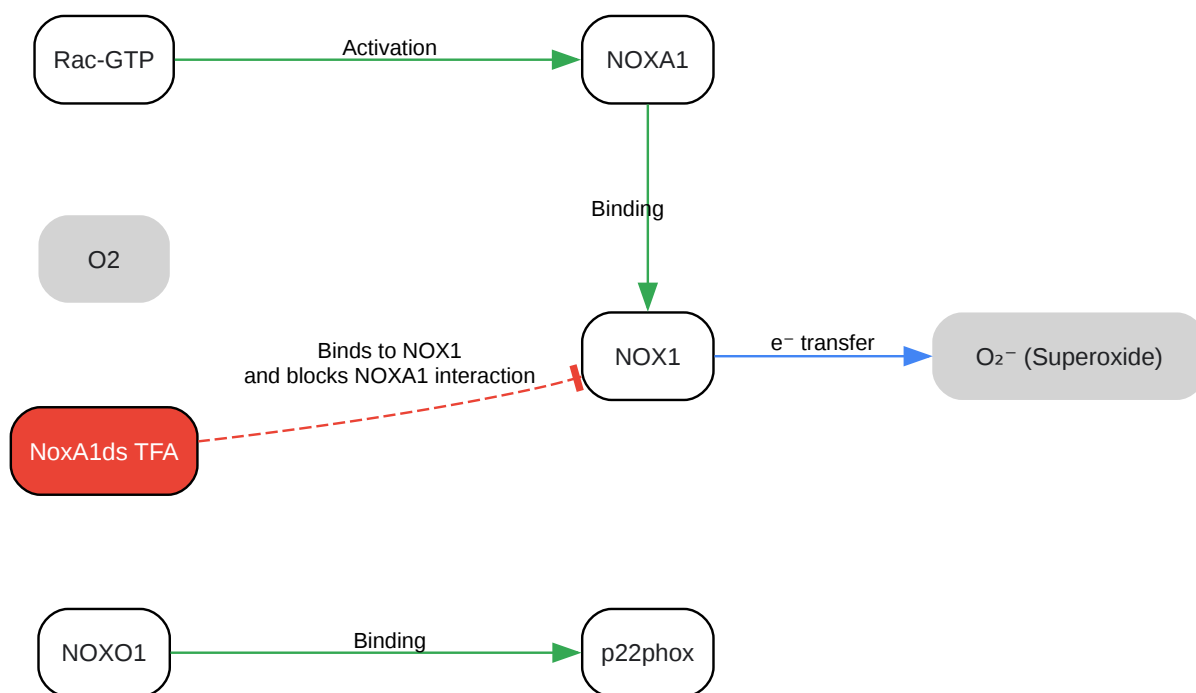 Rac-GTP
Activation
NOXA1
Binding
O2
Binds to NOX1
and blocks NOXA1 interaction
NOX1
e⁻ transfer
O₂⁻ (Superoxide)
NoxA1ds TFA
NOXO1
Binding
p22phox